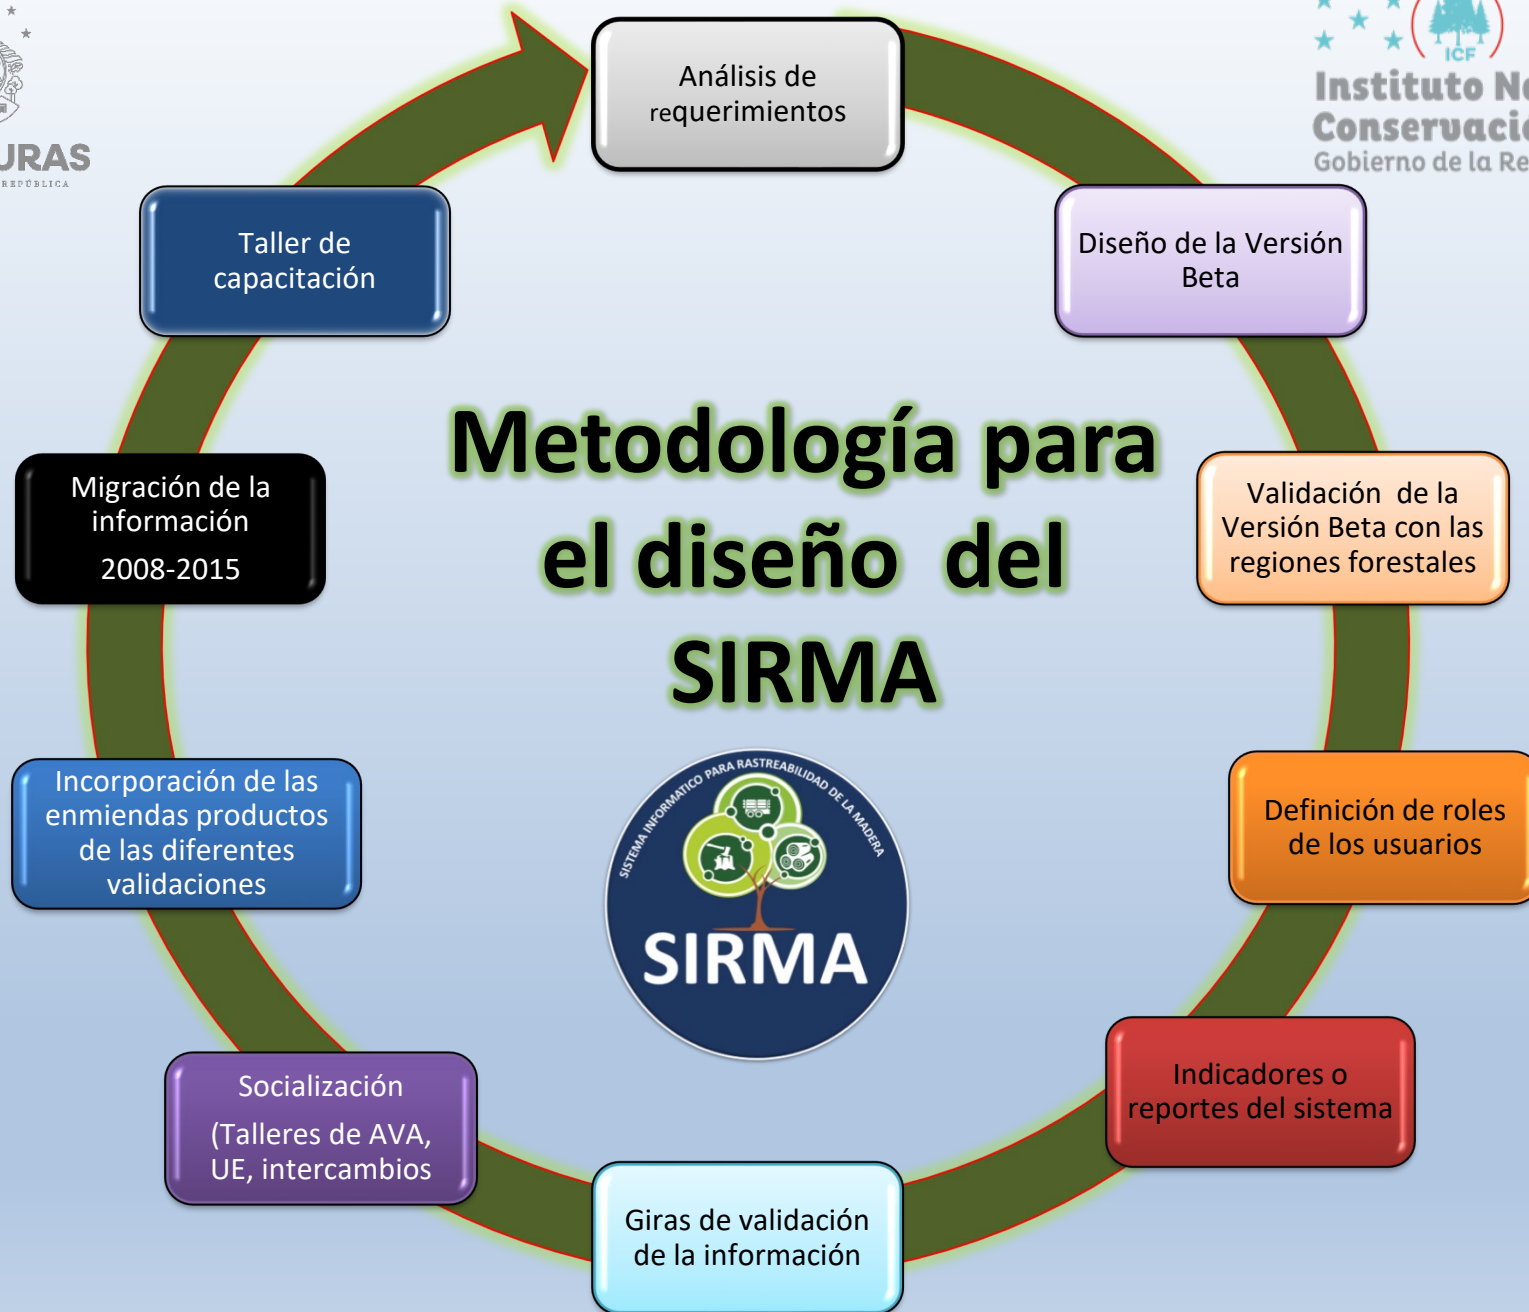 Análisis de
requerimientos
ICF
Instituto
Gobierno de la
REPÚBLICA
Taller de
capacitación
Diseño de la Versión
Beta
Metodología para
el diseño del
SIRMA
Migración de la
información
2008-2015
Validación de la
Versión Beta con las
regiones forestales
Incorporación de las
enmiendas productos
de las diferentes
validaciones
SISTEMA INFORMATICO PARA RASTREABILIDAD DE LA MADERA
SIRMA
Definición de roles
de los usuarios
Socialización
(Talleres de AVA,
UE, intercambios
Indicadores o
reportes del sistema
Giras de validación
de la información